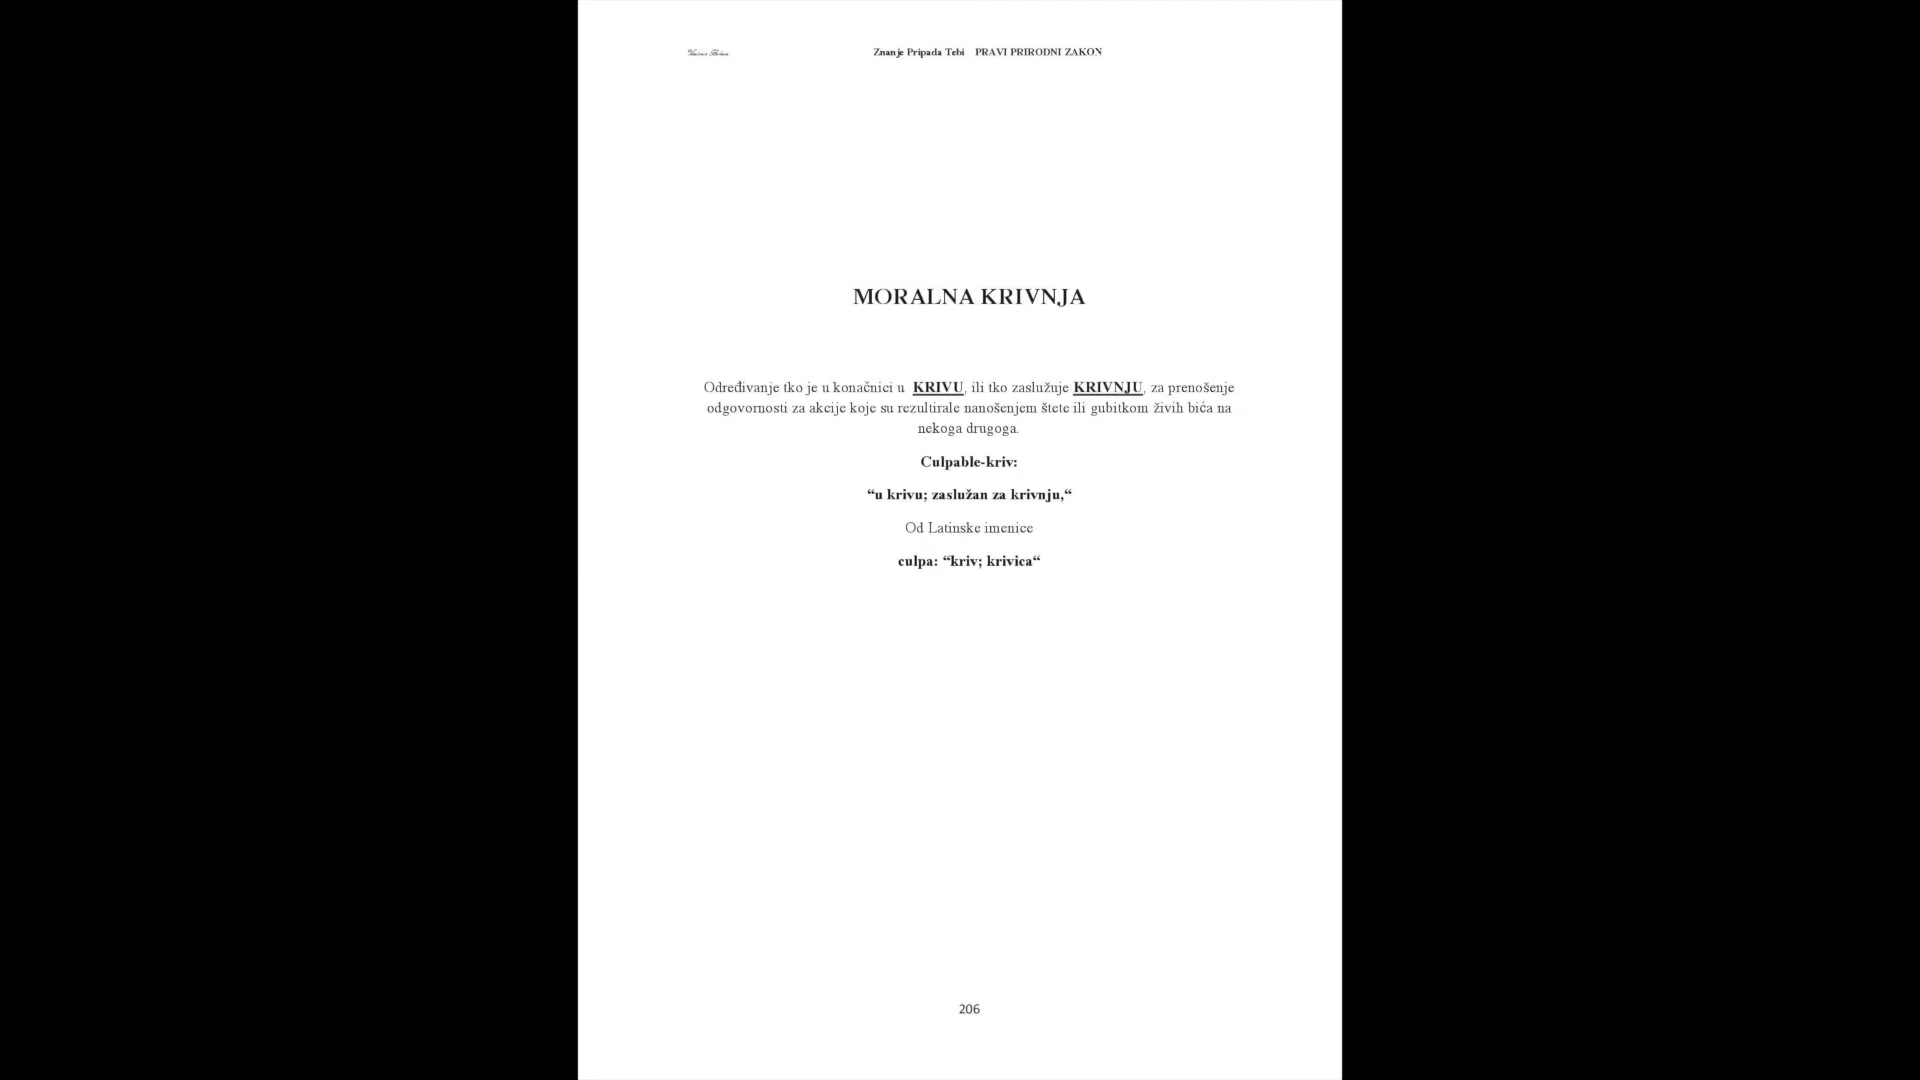 Znanje Pripada Tebi PRAVI PRIRODNI ZAKON
MORALNA KRIVNJA
Određivanje tko je u konačnici u KRIVU, ili tko zaslužuje KRIVNJU, za prenošenje
odgovornosti za akcije koje su rezultirale nanošenjem štete ili gubitkom živih bića na
nekoga drugoga.
Culpable-kriv:
“u krivu; zaslužan za krivnju,“
Od Latinske imenice
culpa: “kriv; krivica“
206